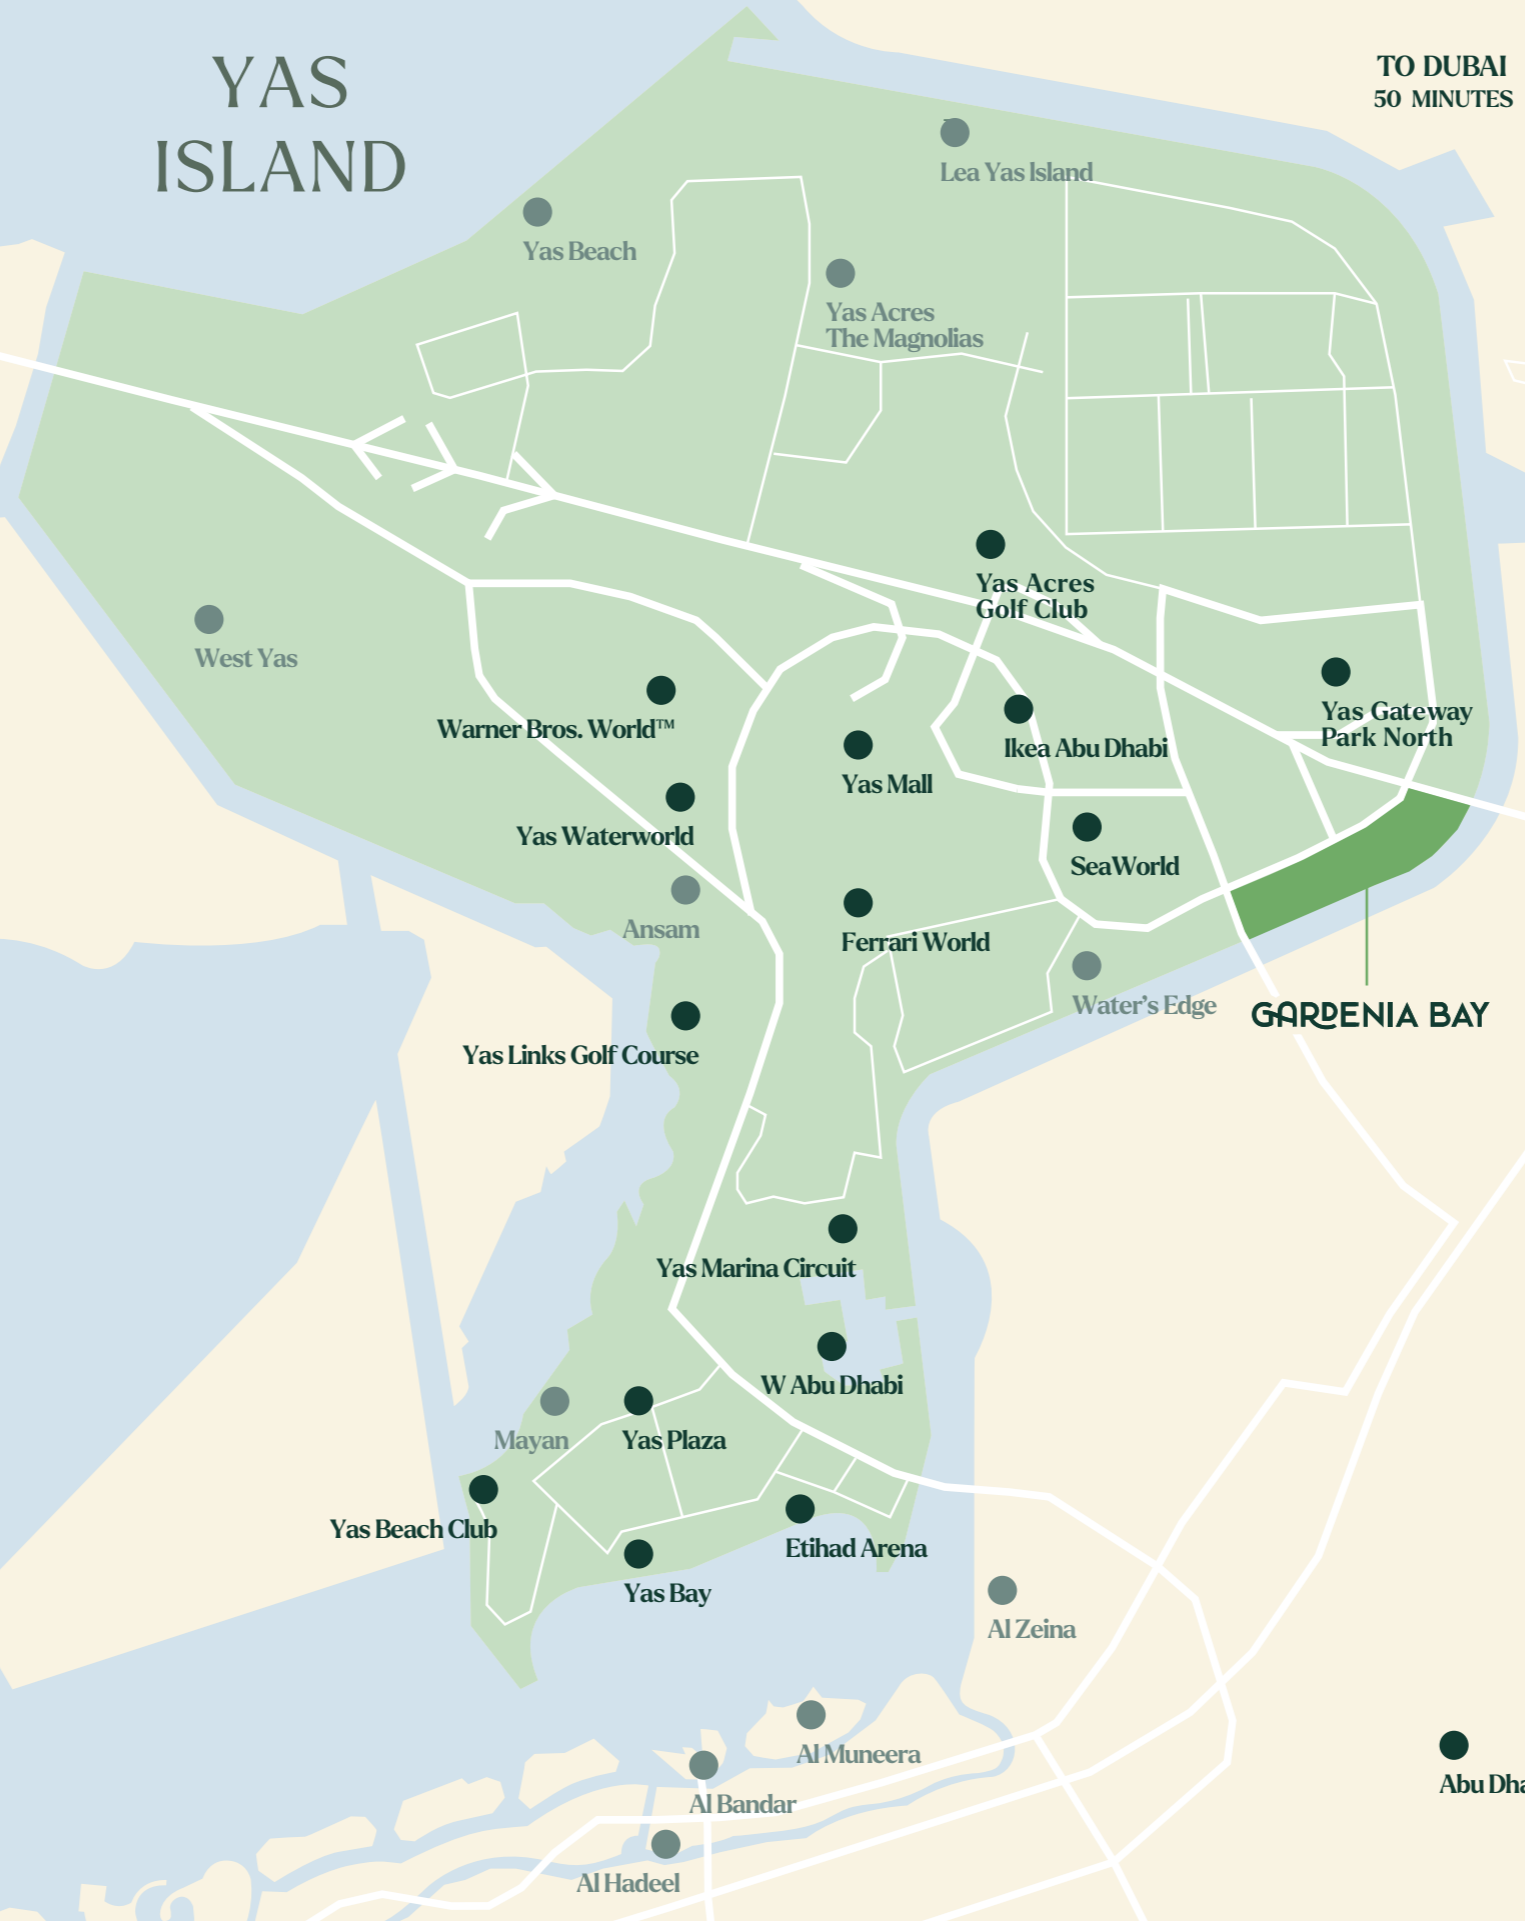 YAS
ISLAND
TO DUBAI
50 MINUTES
Lea Yas Island
Yas Beach
Yas Acres
The Magnolias
Yas Acres
Golf Club
West Yas
Yas Gateway
Park North
Warner Bros. World™
Ikea Abu Dhabi
Yas Mall
Yas Waterworld
SeaWorld
Ansam
Ferrari World
Water's Edge
GARDENIA BAY
Yas Links Golf Course
Yas Marina Circuit
W Abu Dhabi
Mayan
Yas Plaza
Yas Beach Club
Etihad Arena
Yas Bay
Al Zeina
Al Muneera
Abu Dha
Al Bandar
Al Hadeel